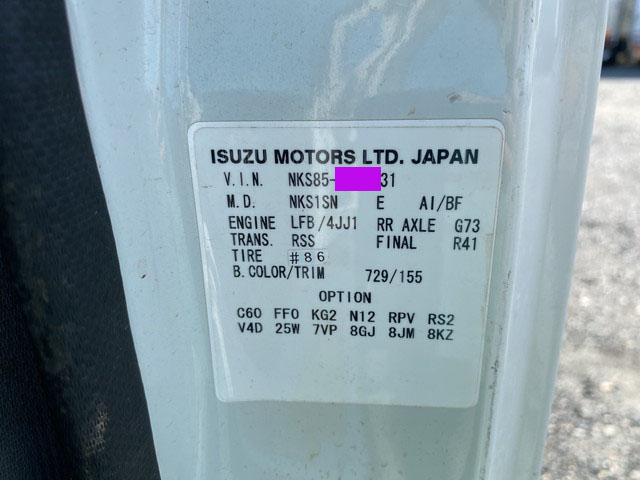 ISUZU MOTORS LTD. JAPAN
V.I.N. NKS85- 31
M.D. NKS1SN E AI/BF
ENGINE LFB/4JJ1 RR AXLE G73
TRANS. RSS FINAL R41
TIRE #86
B.COLOR/TRIM 729/155
OPTION
C60 FF0 KG2 N12 RPV RS2
V4D 25W 7VP 8GJ 8JM 8KZ